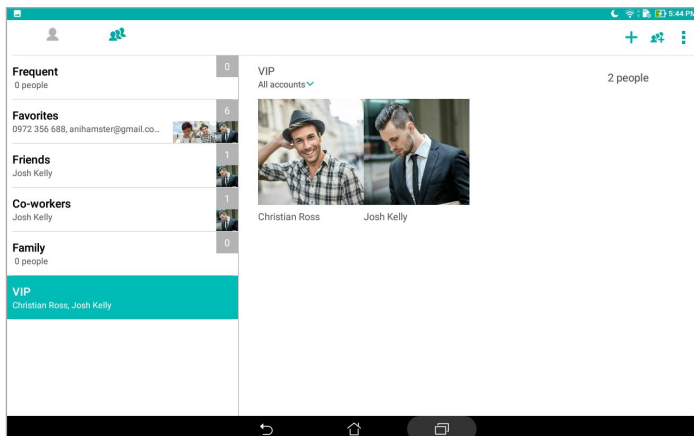 5:44 PM
Frequent
0
0 people
Favorites
6
0972 356 688, anihamster@gmail.co...
Friends
1
Josh Kelly
Co-workers
1
Josh Kelly
Family
0
0 people
VIP
Christian Ross, Josh Kelly
VIP
All accounts
2 people
Christian Ross
Josh Kelly